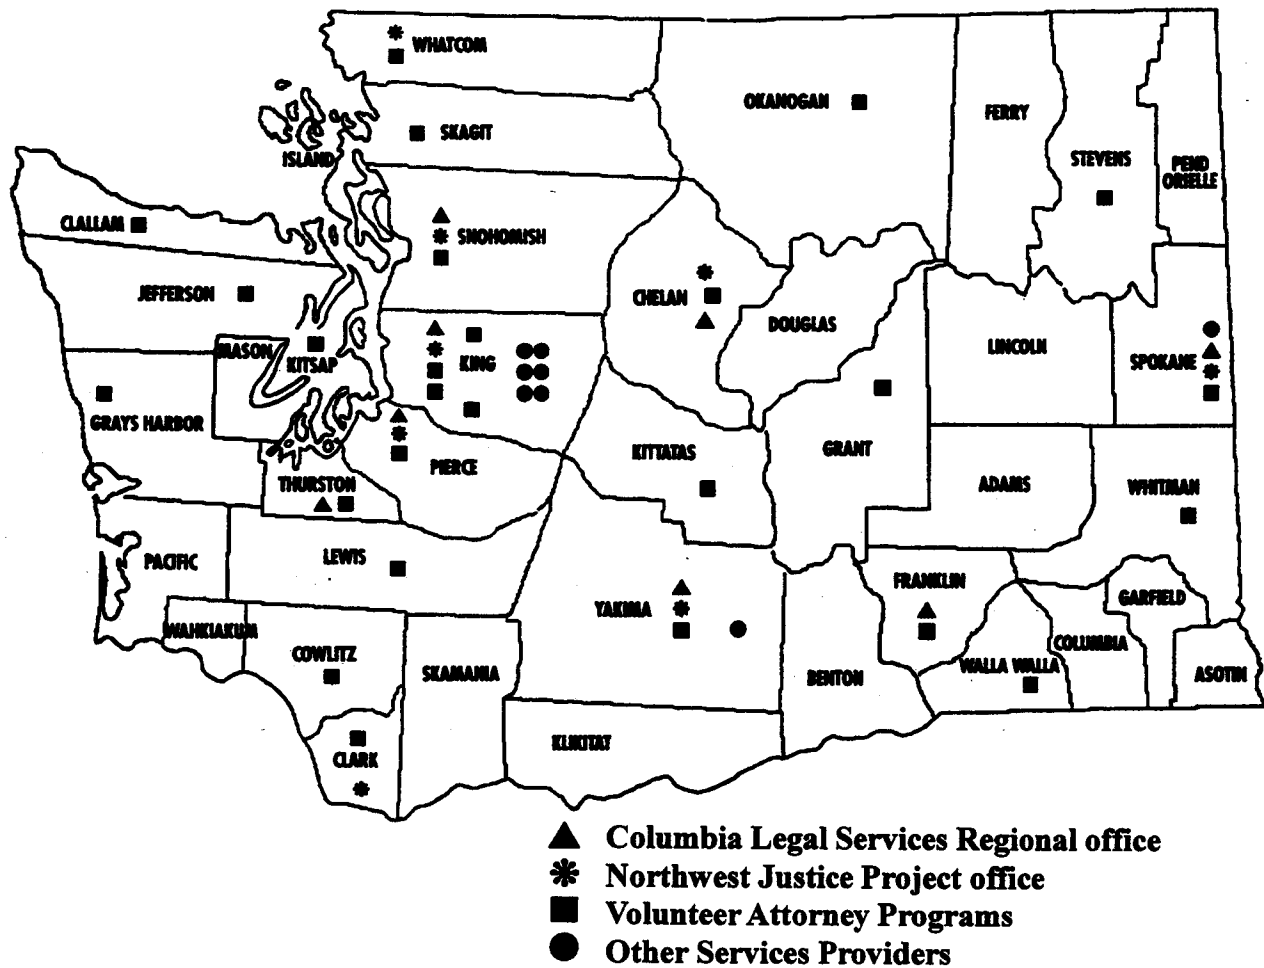 WHATCOM
OKANOGAN
FERRY
SKAGIT
STEVENS
PEND
ORIELLE
ISLAND
CLALLAM
SNOHOMISH
JEFFERSON
CHELAN
DOUGLAS
MASON
KITSAP
KING
LINCOLN
SPOKANE
GRAYS HARBOR
PIERCE
KITTATAS
GRANT
THURSTON
ADAMS
WHITMAN
PACIFIC
LEWIS
YAKIMA
FRANKLIN
GARFIELD
WAHKIAKUM
COWLITZ
SKAMANIA
BENTON
WALLA WALLA
COLUMBIA
ASOTIN
CLARK
KLIKITAT
Columbia Legal Services Regional office
Northwest Justice Project office
Volunteer Attorney Programs
Other Services Providers